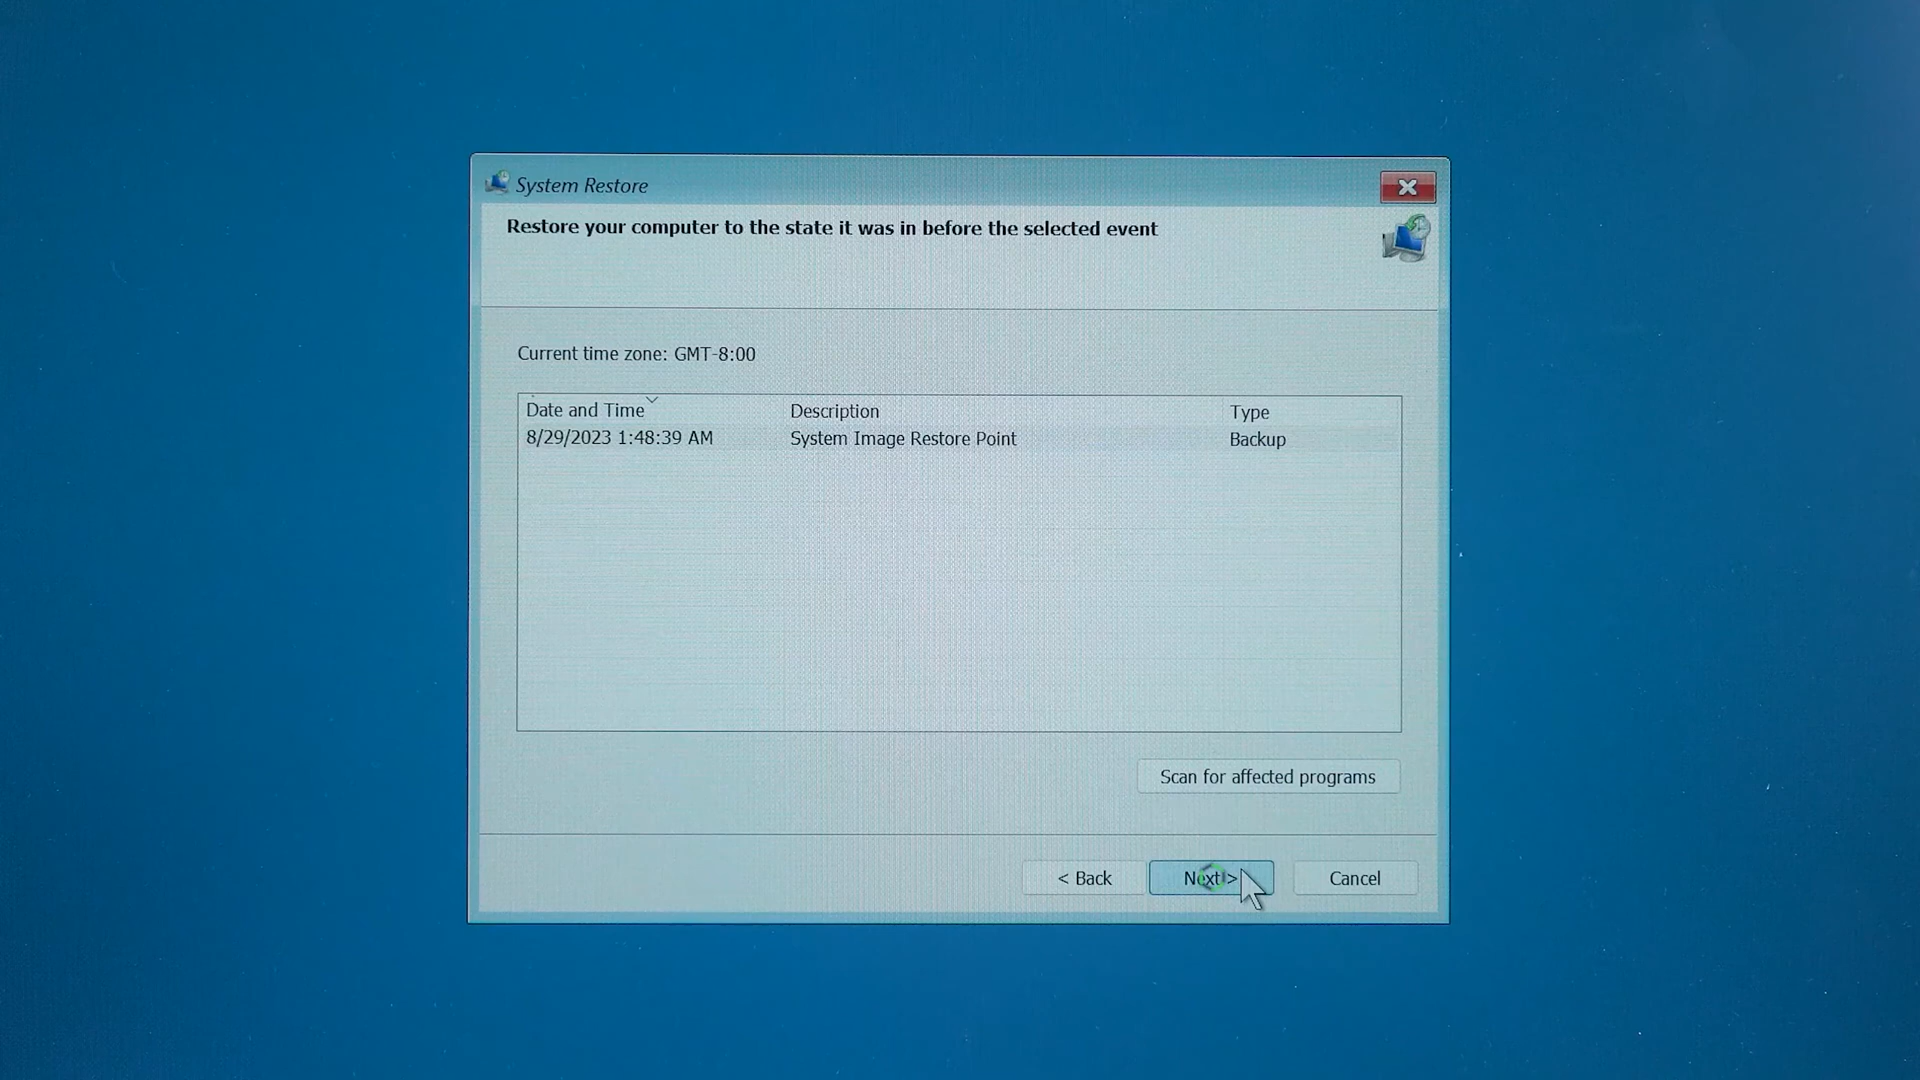 System Restore
Restore your computer to the state it was in before the selected event
Current time zone: GMT-8:00
Date and Time Description Type
8/29/2023 1:48:39 AM System Image Restore Point Backup
Scan for affected programs
< Back Next > Cancel